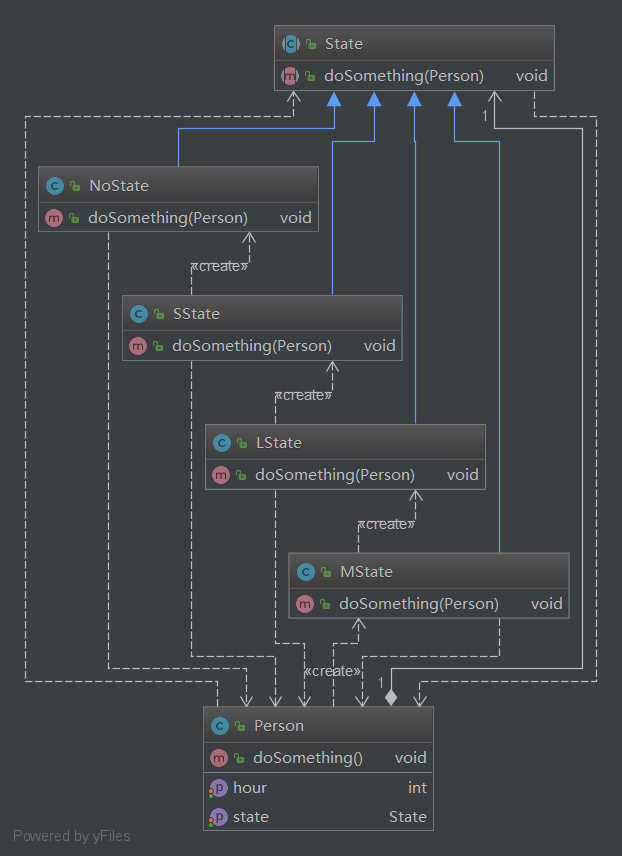 State
doSomething(Person) void
1
NoState
doSomething(Person) void
«create»
SState
doSomething(Person) void
«create»
LState
doSomething(Person) void
«create»
MState
doSomething(Person) void
«create»
1
Person
doSomething() void
hour int
state State
Powered by yFiles